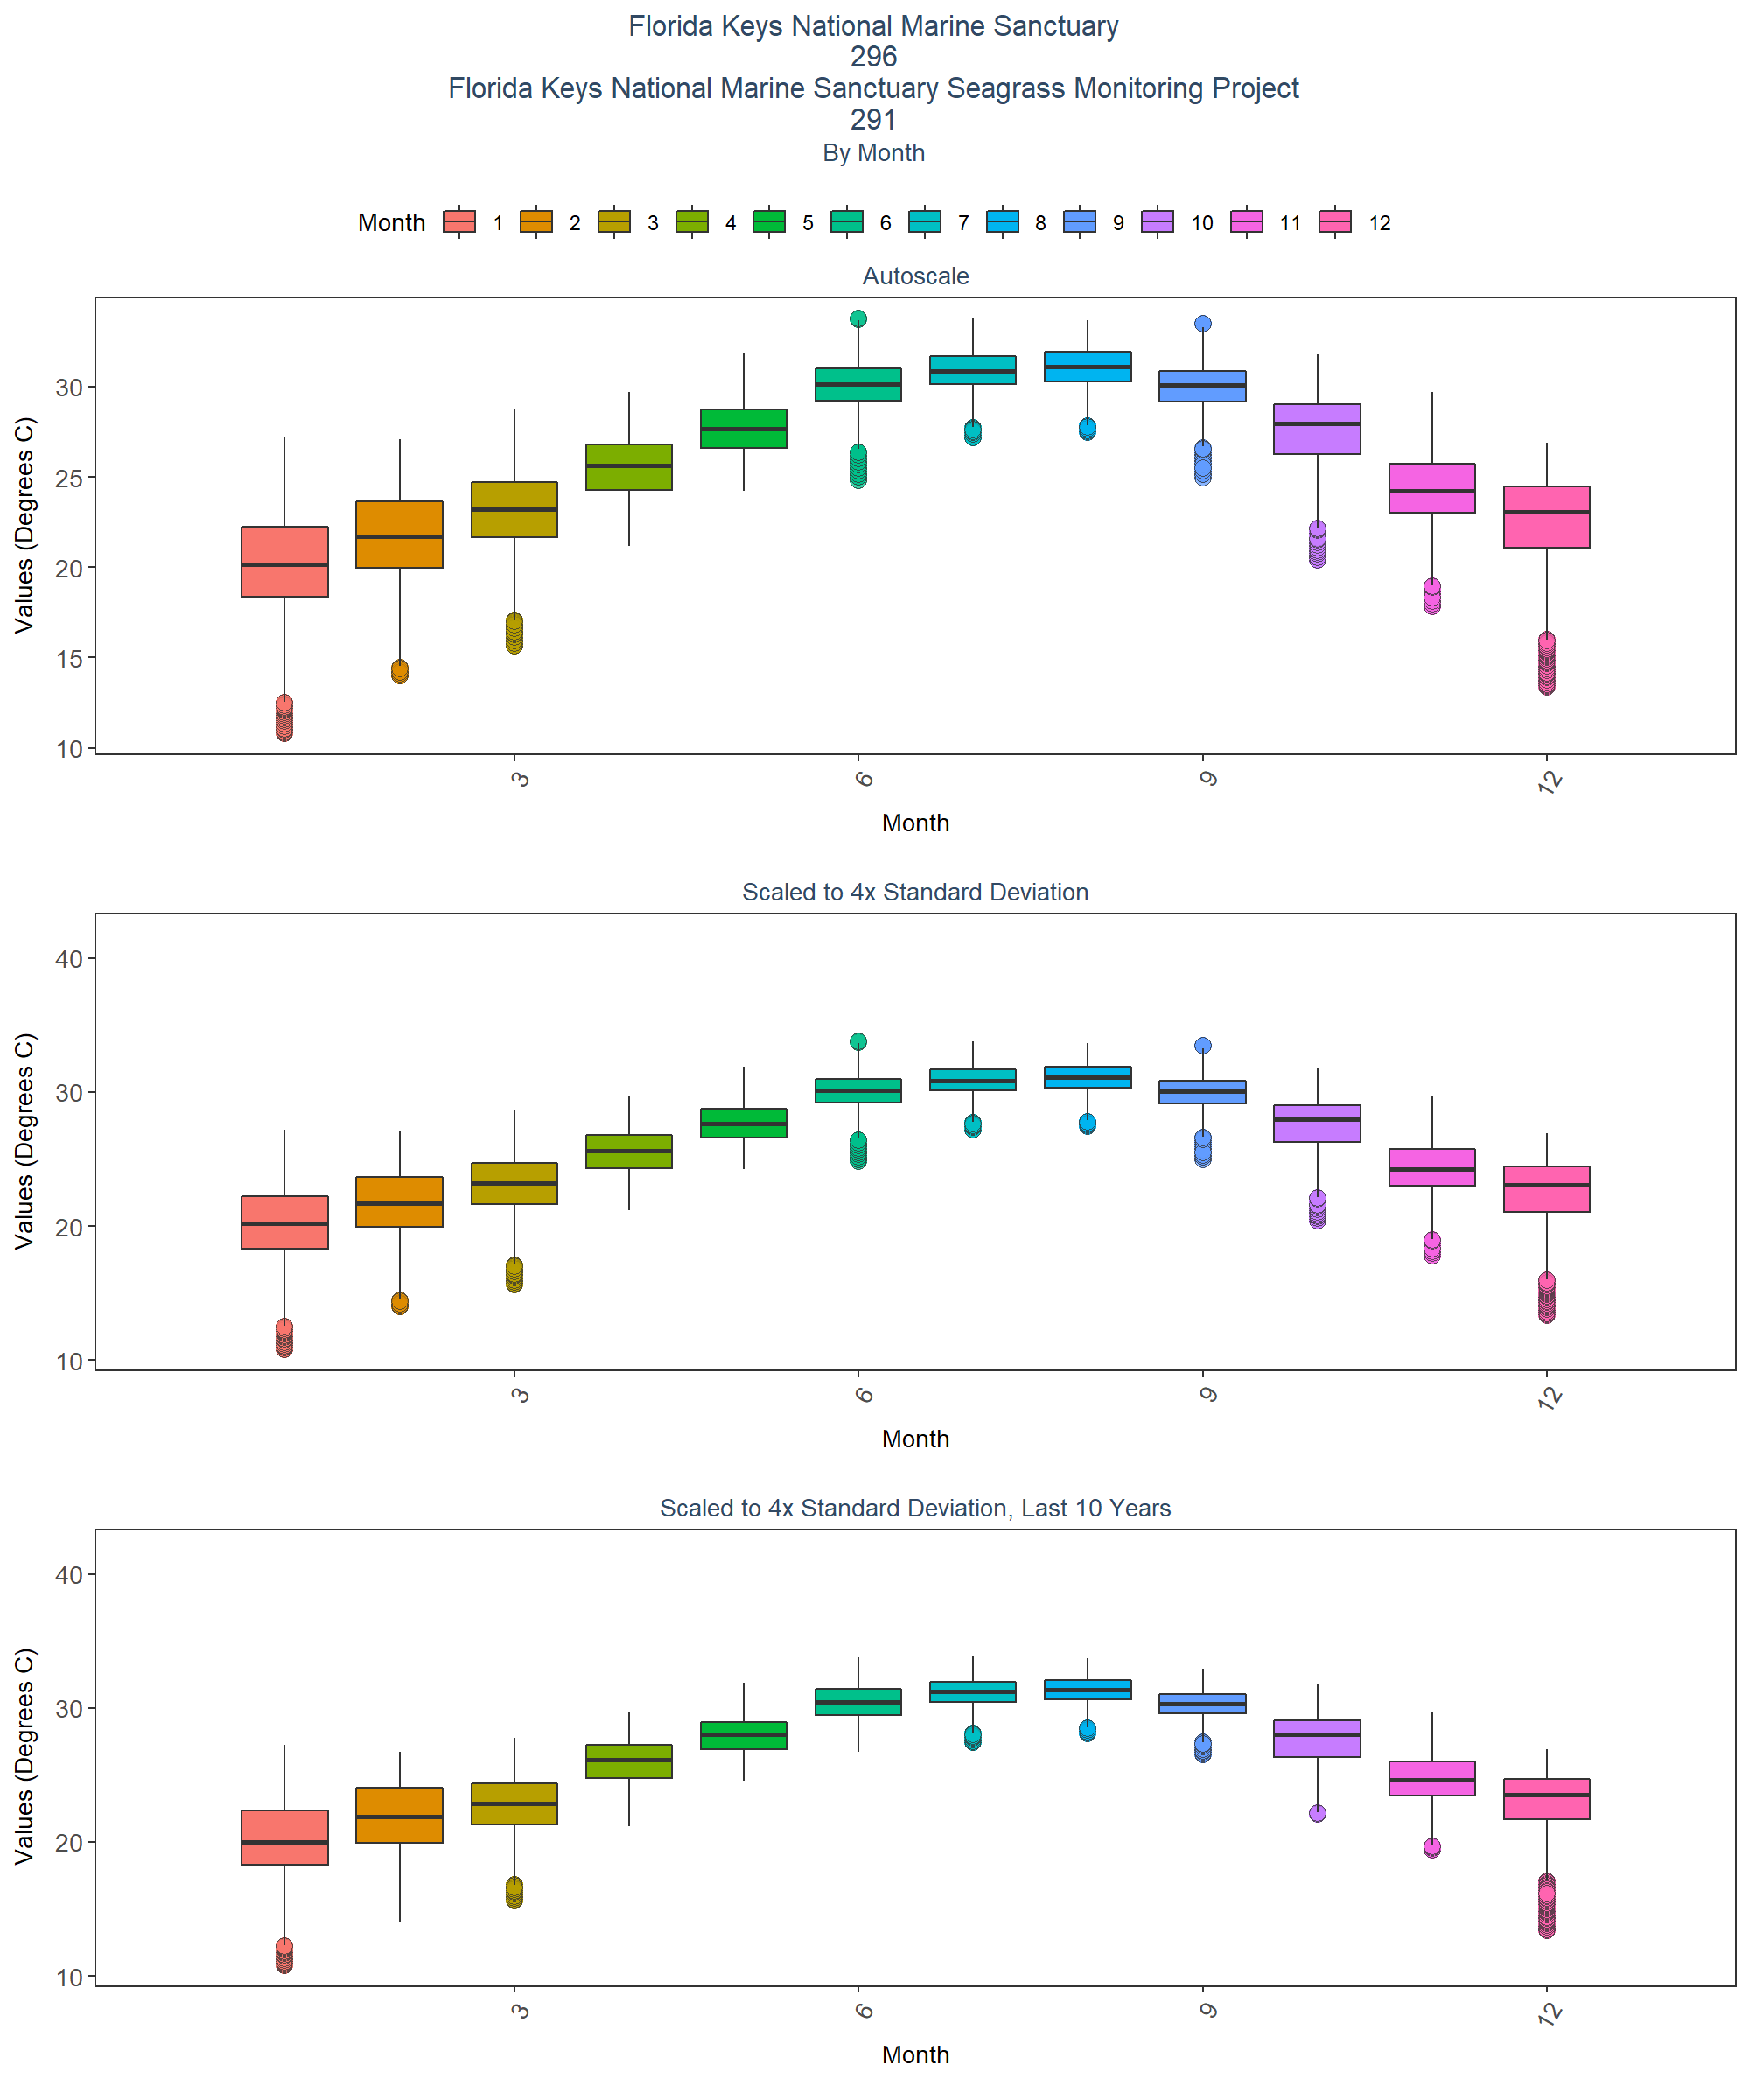 Florida Keys National Marine Sanctuary
296
Florida Keys National Marine Sanctuary Seagrass Monitoring Project
291
By Month
Month 1 2 3 4 5 6 7 8 9 10 11 12
Autoscale
Values (Degrees C)
30
25
20
15
10
3 6 9 12
Month
Scaled to 4x Standard Deviation
Values (Degrees C)
40
30
20
10
3 6 9 12
Month
Scaled to 4x Standard Deviation, Last 10 Years
Values (Degrees C)
40
30
20
10
3 6 9 12
Month